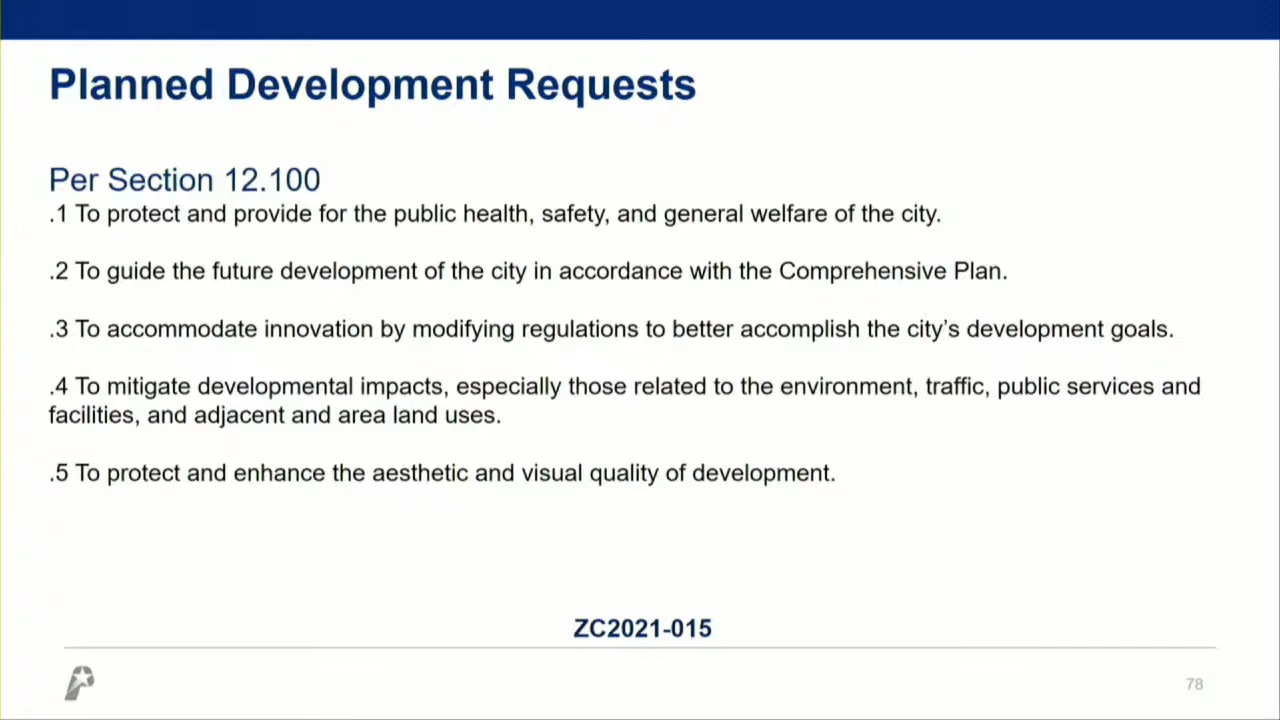 Planned Development Requests
Per Section 12.100
.1 To protect and provide for the public health, safety, and general welfare of the city.
.2 To guide the future development of the city in accordance with the Comprehensive Plan.
.3 To accommodate innovation by modifying regulations to better accomplish the city’s development goals.
.4 To mitigate developmental impacts, especially those related to the environment, traffic, public services and
facilities, and adjacent and area land uses.
.5 To protect and enhance the aesthetic and visual quality of development.
ZC2021-015
78